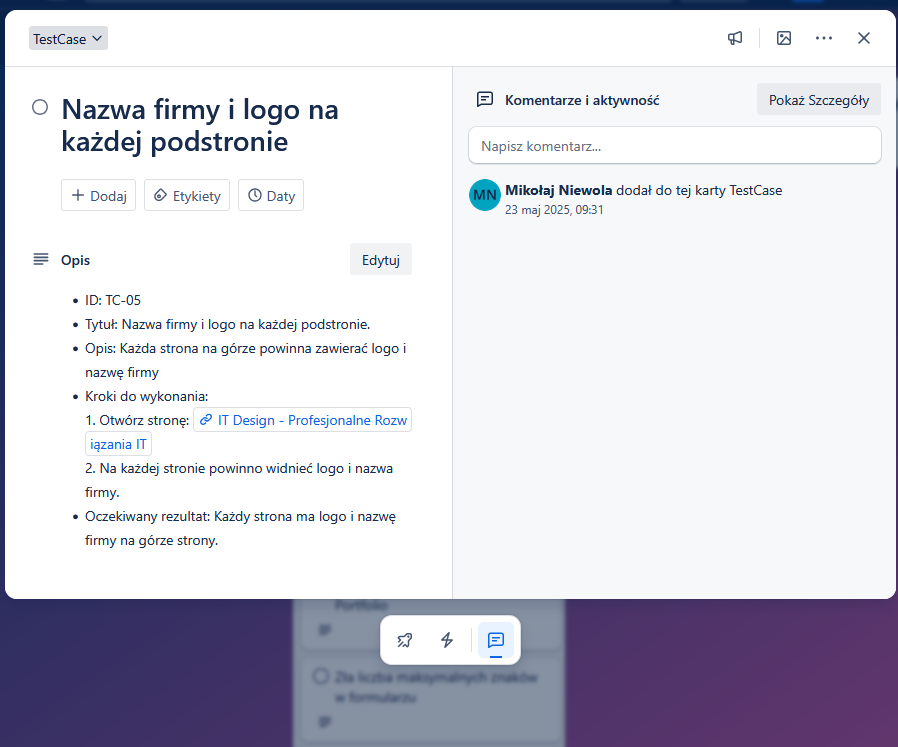 TestCase
Nazwa firmy i logo na
każdej podstronie
Dodaj
Etykiety
Daty
Opis
Edytuj
• ID: TC-05
• Tytuł: Nazwa firmy i logo na każdej podstronie.
• Opis: Każda strona na górze powinna zawierać logo i
nazwę firmy
• Kroki do wykonania:
1. Otwórz stronę: IT Design - Profesjonalne Rozw
iązania IT
2. Na każdej stronie powinno widnieć logo i nazwa
firmy.
• Oczekiwany rezultat: Każdy strona ma logo i nazwę
firmy na górze strony.
Komentarze i aktywność
Pokaż Szczegóły
Napisz komentarz...
MN
Mikołaj Niewola dodał do tej karty TestCase
23 maj 2025, 09:31
Portfolio
Zła liczba maksymalnych znaków
w formularzu